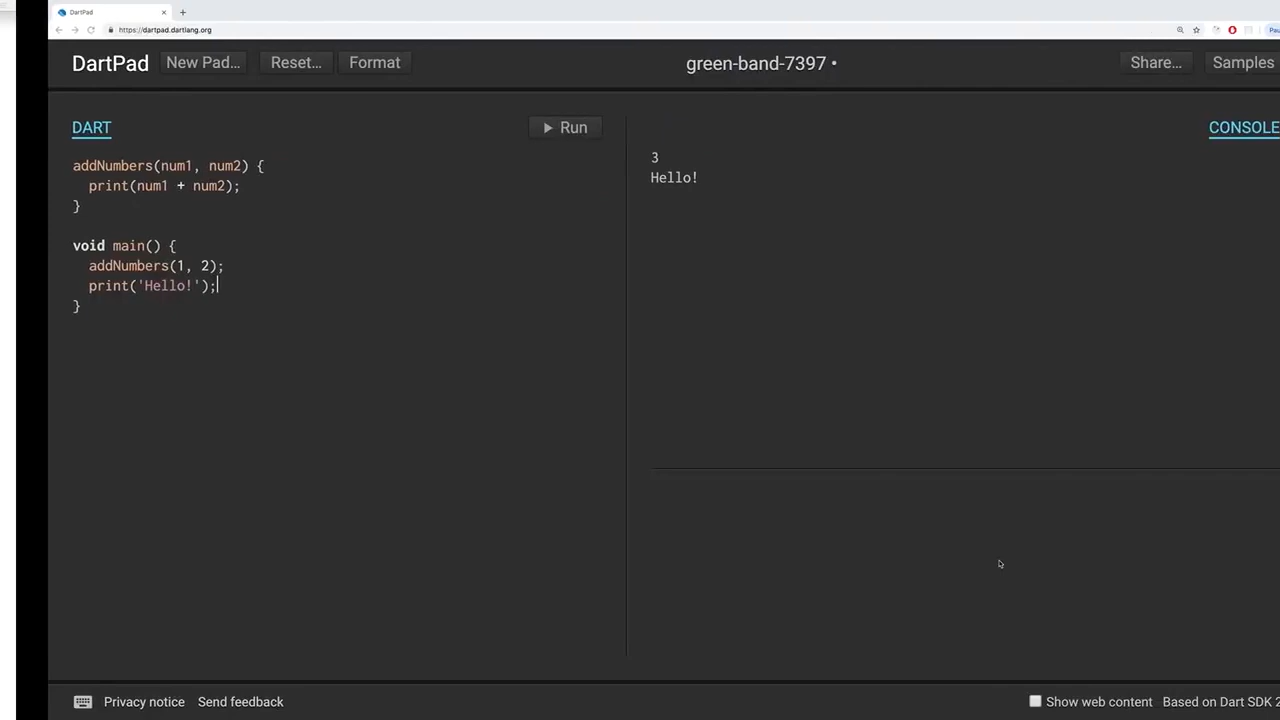 DartPad
https://dartpad.dartlang.org
DartPad
New Pad...
Reset...
Format
green-band-7397 •
Share...
Samples
DART
Run
CONSOLE
addNumbers(num1, num2) {
  print(num1 + num2);
}
void main() {
  addNumbers(1, 2);
  print('Hello!');
}
3
Hello!
Privacy notice
Send feedback
Show web content
Based on Dart SDK 2